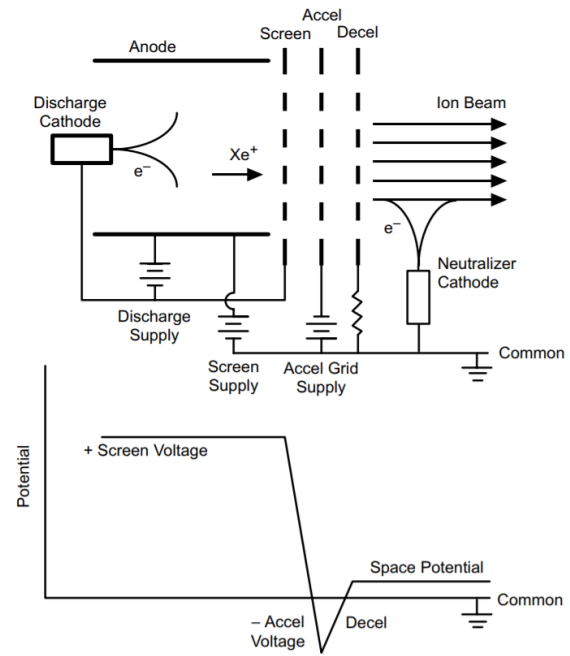 Accel
Screen Decel
Anode
Discharge
Cathode
Ion Beam
Xe⁺
e⁻
e⁻
Neutralizer
Cathode
Discharge
Supply
Common
Screen
Supply
Accel Grid
Supply
+ Screen Voltage
Potential
Space Potential
Common
– Accel
Voltage
Decel